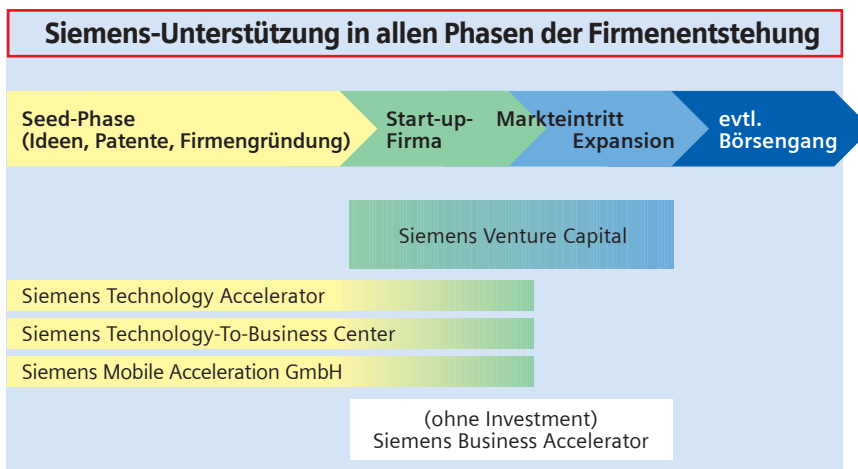 Siemens-Unterstützung in allen Phasen der Firmenentstehung
Seed-Phase
(Ideen, Patente, Firmengründung)
Start-up-
Firma
Markteintritt
Expansion
evtl.
Börsengang
Siemens Venture Capital
Siemens Technology Accelerator
Siemens Technology-To-Business Center
Siemens Mobile Acceleration GmbH
(ohne Investment)
Siemens Business Accelerator